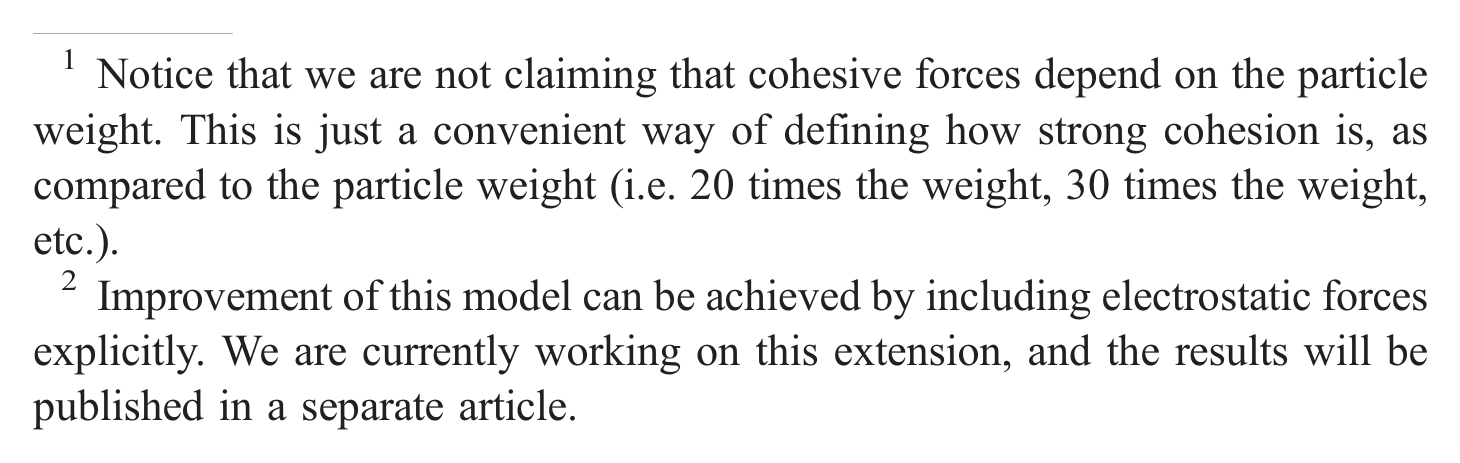 1 Notice that we are not claiming that cohesive forces depend on the particle
weight. This is just a convenient way of defining how strong cohesion is, as
compared to the particle weight (i.e. 20 times the weight, 30 times the weight,
etc.).
2 Improvement of this model can be achieved by including electrostatic forces
explicitly. We are currently working on this extension, and the results will be
published in a separate article.